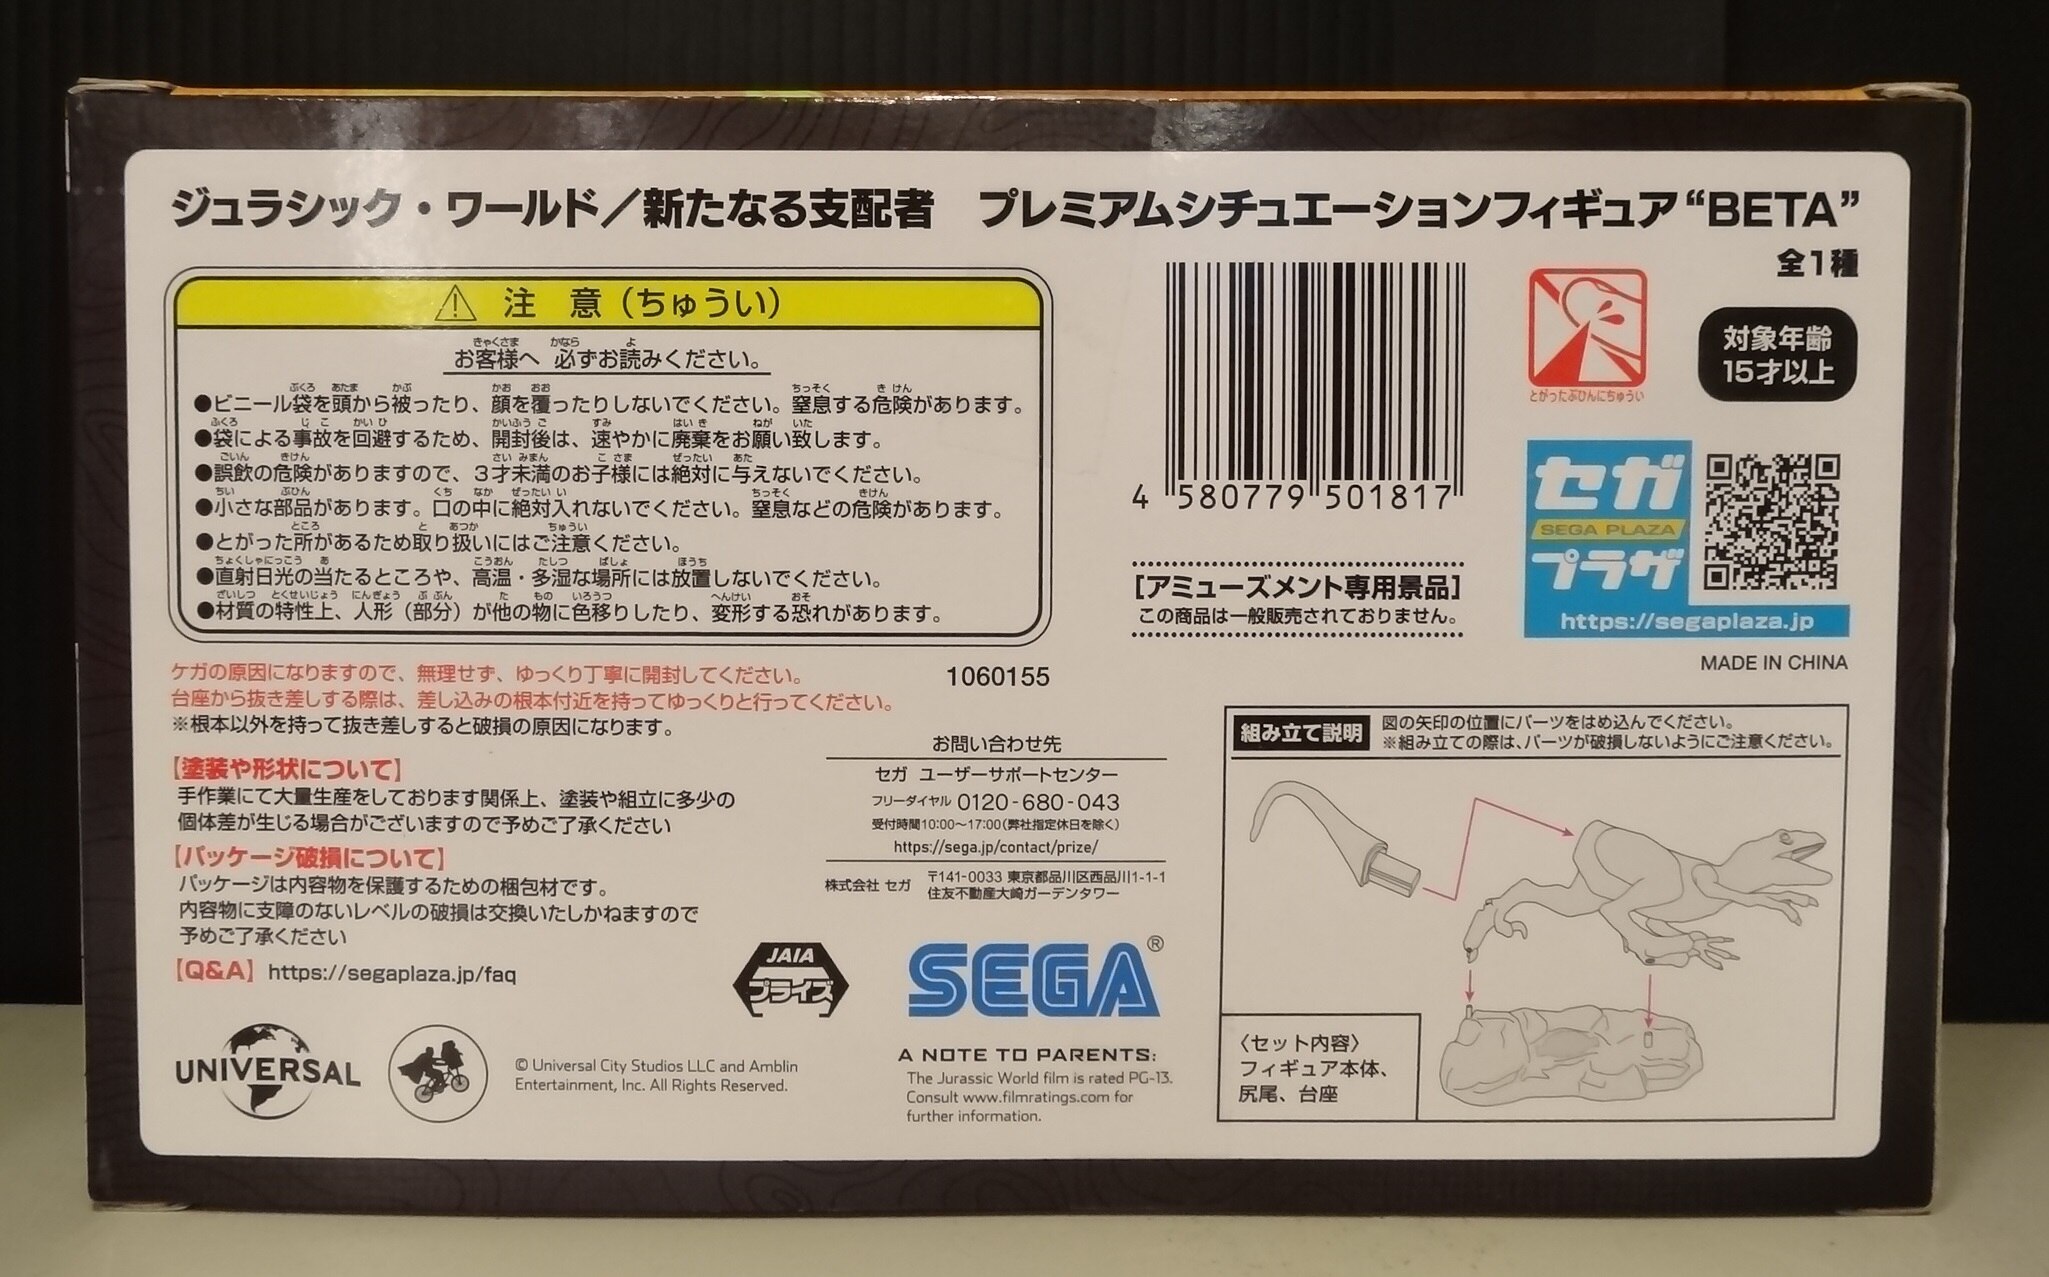 ジュラシック・ワールド／新たなる支配者　プレミアムシチュエーションフィギュア“BETA”
全1種
注　意（ちゅうい）
お客様へ 必ずお読みください。
●ビニール袋を頭から被ったり、顔を覆ったりしないでください。窒息する危険があります。
●袋による事故を回避するため、開封後は、速やかに廃棄をお願い致します。
●誤飲の危険がありますので、3才未満のお子様には絶対に与えないでください。
●小さな部品があります。口の中に絶対入れないでください。窒息などの危険があります。
●とがった所があるため取り扱いにはご注意ください。
●直射日光の当たるところや、高温・多湿な場所には放置しないでください。
●材質の特性上、人形（部分）が他の物に色移りしたり、変形する恐れがあります。
ケガの原因になりますので、無理せず、ゆっくり丁寧に開封してください。
台座から抜き差しする際は、差し込みの根本付近を持ってゆっくりと行ってください。
※根本以外を持って抜き差しすると破損の原因になります。
1060155
【塗装や形状について】
手作業にて大量生産をしております関係上、塗装や組立に多少の
個体差が生じる場合がございますので予めご了承ください
【パッケージ破損について】
パッケージは内容物を保護するための梱包材です。
内容物に支障のないレベルの破損は交換いたしかねますので
予めご了承ください
【Q&A】https://segaplaza.jp/faq
お問い合わせ先
セガ ユーザーサポートセンター
フリーダイヤル 0120-680-043
受付時間10:00〜17:00（弊社指定休日を除く）
https://sega.jp/contact/prize/
株式会社 セガ
〒141-0033 東京都品川区西品川1-1-1
住友不動産大崎ガーデンタワー
4 580779 501817
［アミューズメント専用景品］
この商品は一般販売されておりません。
とがったぶひんにちゅうい
対象年齢
15才以上
セガ
SEGA PLAZA
プラザ
https://segaplaza.jp
MADE IN CHINA
組み立て説明
図の矢印の位置にパーツをはめ込んでください。
※組み立ての際は、パーツが破損しないようにご注意ください。
〈セット内容〉
フィギュア本体、
尻尾、台座
JAIA
プライズ
SEGA®
UNIVERSAL
© Universal City Studios LLC and Amblin
Entertainment, Inc. All Rights Reserved.
A NOTE TO PARENTS:
The Jurassic World film is rated PG-13.
Consult www.filmratings.com for
further information.